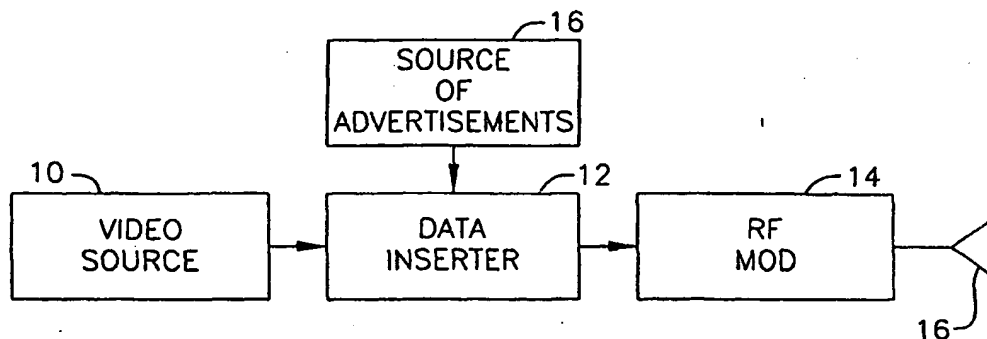 16
SOURCE
OF
ADVERTISEMENTS
10
VIDEO
SOURCE
12
DATA
INSERTER
14
RF
MOD
16